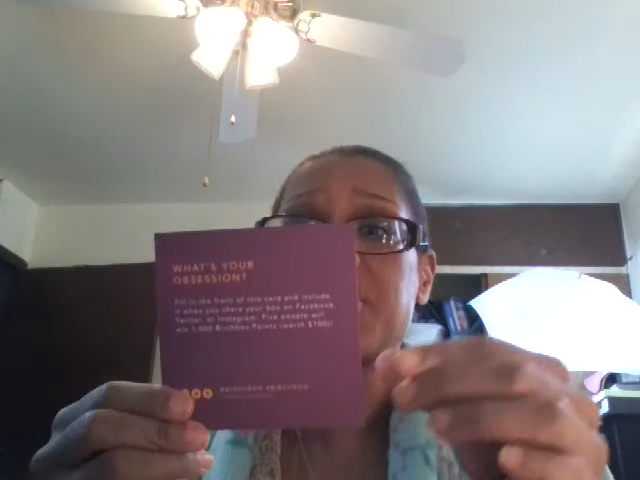 WHAT'S YOUR
OBSESSION?
Fill in the front of this card and include
it when you share your box on Facebook,
Twitter, or Instagram. Five people will
win 1,000 Birchbox Points (worth $100)!